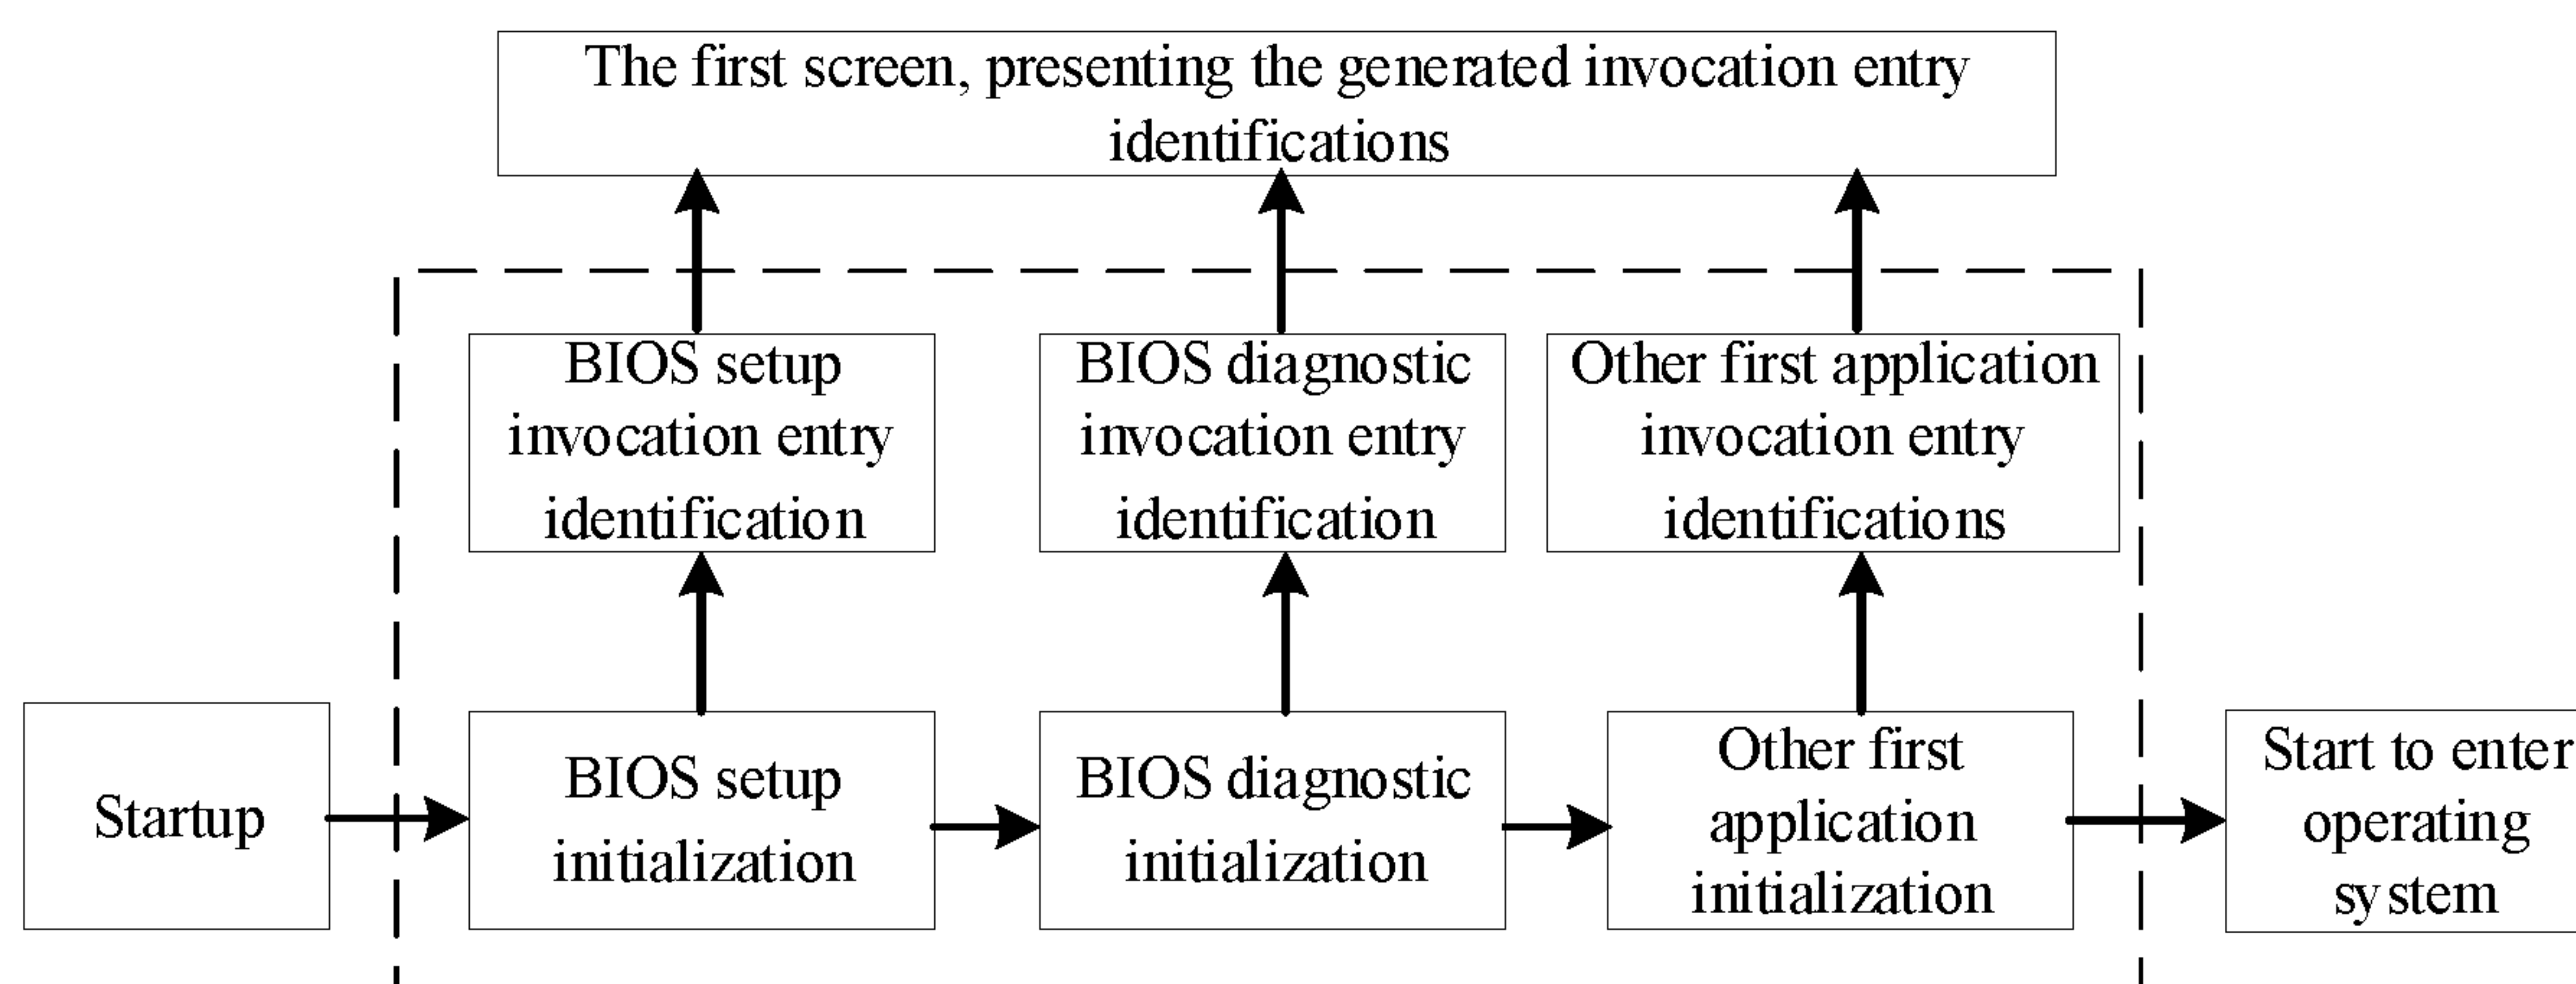 The first screen, presenting the generated invocation entry
identifications
BIOS setup
invocation entry
identification
BIOS diagnostic
invocation entry
identification
Other first application
invocation entry
identifications
Startup
BIOS setup
initialization
BIOS diagnostic
initialization
Other first
application
initialization
Start to enter
operating
system